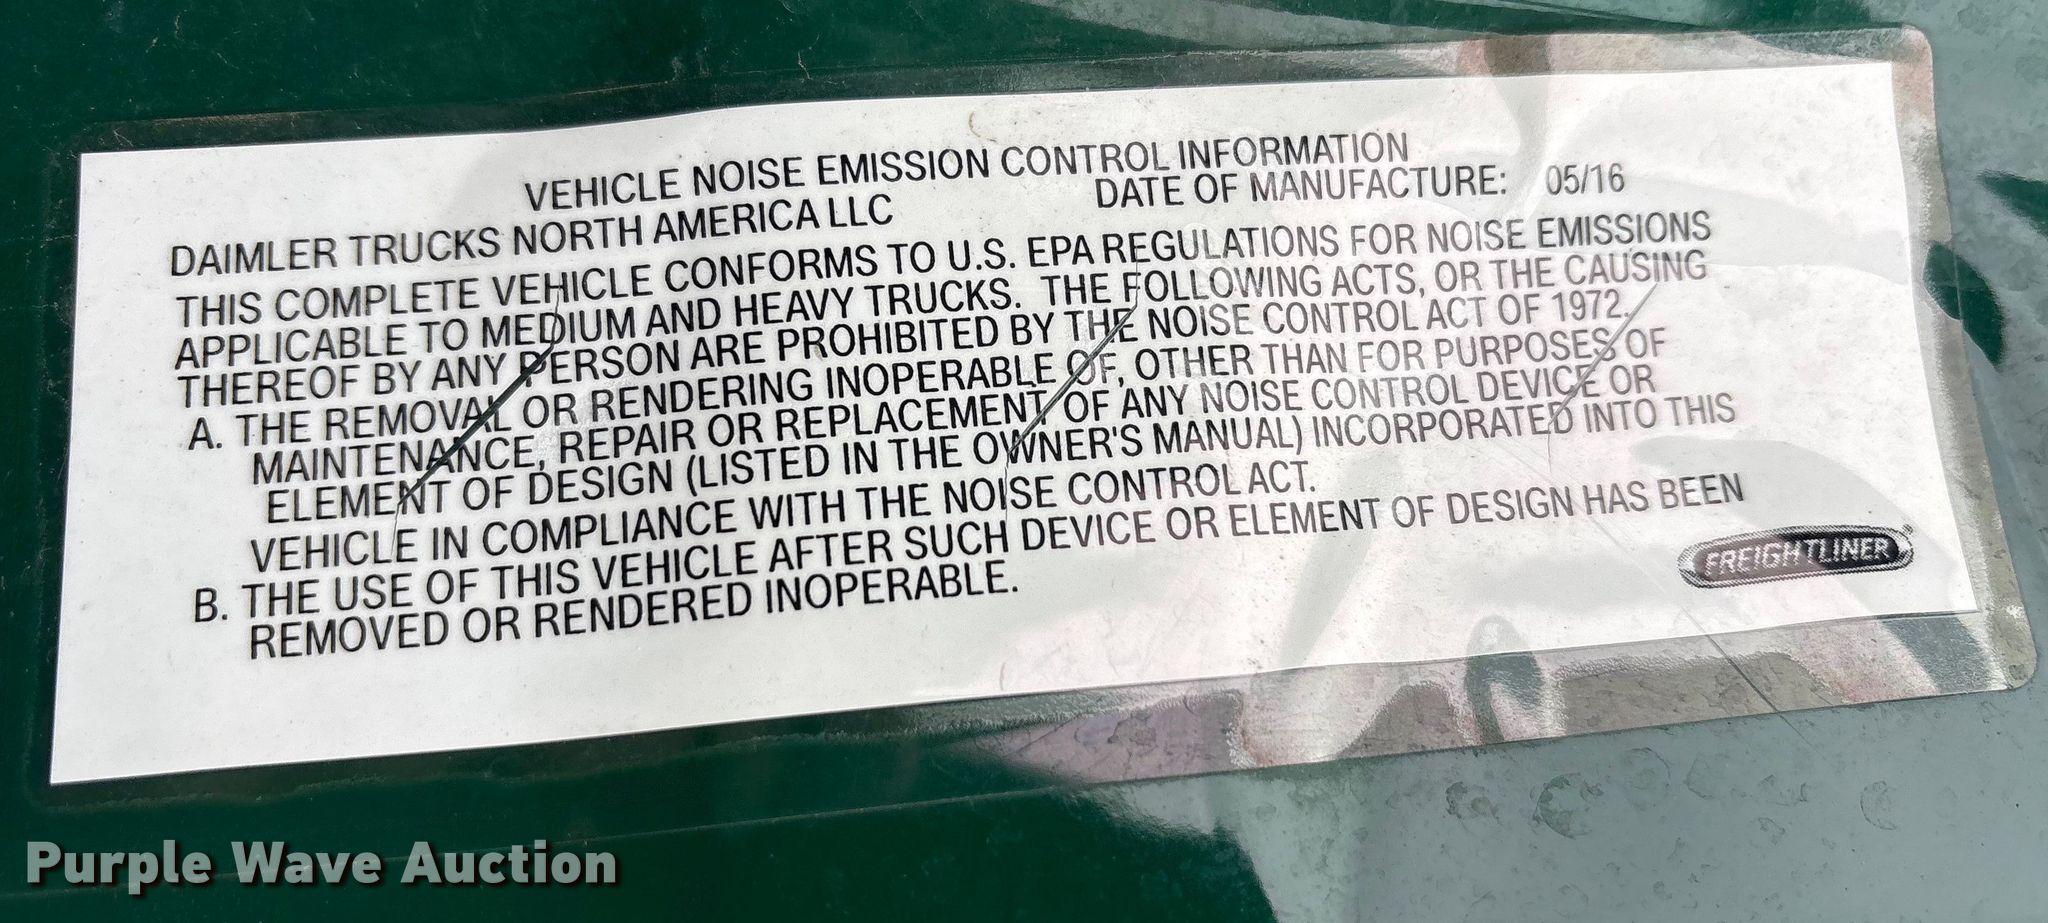 VEHICLE NOISE EMISSION CONTROL INFORMATION
DAIMLER TRUCKS NORTH AMERICA LLC DATE OF MANUFACTURE: 05/16
THIS COMPLETE VEHICLE CONFORMS TO U.S. EPA REGULATIONS FOR NOISE EMISSIONS
APPLICABLE TO MEDIUM AND HEAVY TRUCKS. THE FOLLOWING ACTS, OR THE CAUSING
THEREOF BY ANY PERSON ARE PROHIBITED BY THE NOISE CONTROL ACT OF 1972.
A. THE REMOVAL OR RENDERING INOPERABLE OF, OTHER THAN FOR PURPOSES OF
MAINTENANCE, REPAIR OR REPLACEMENT, OF ANY NOISE CONTROL DEVICE OR
ELEMENT OF DESIGN (LISTED IN THE OWNER'S MANUAL) INCORPORATED INTO THIS
VEHICLE IN COMPLIANCE WITH THE NOISE CONTROL ACT.
B. THE USE OF THIS VEHICLE AFTER SUCH DEVICE OR ELEMENT OF DESIGN HAS BEEN
REMOVED OR RENDERED INOPERABLE.
FREIGHTLINER
Purple Wave Auction